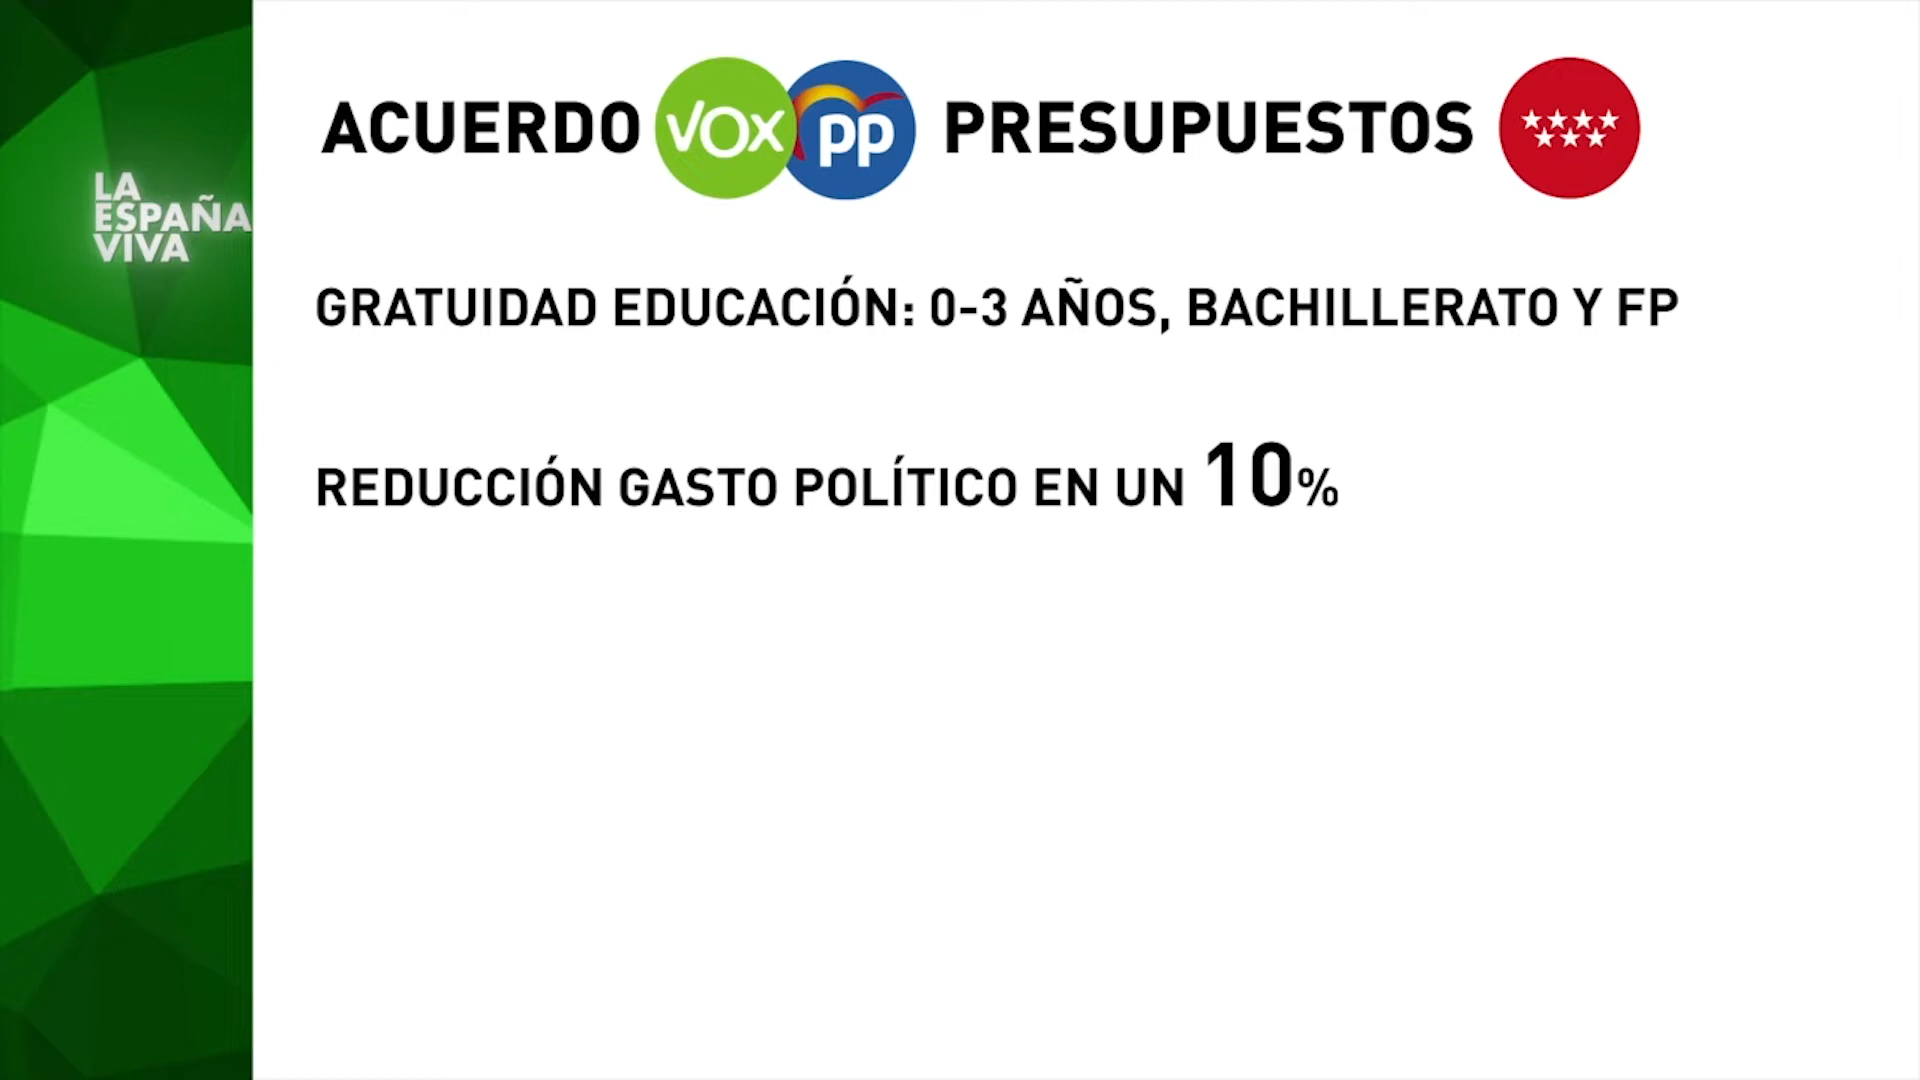 LA
ESPAÑA
VIVA
ACUERDO VOX PP PRESUPUESTOS
GRATUIDAD EDUCACIÓN: 0-3 AÑOS, BACHILLERATO Y FP
REDUCCIÓN GASTO POLÍTICO EN UN 10%